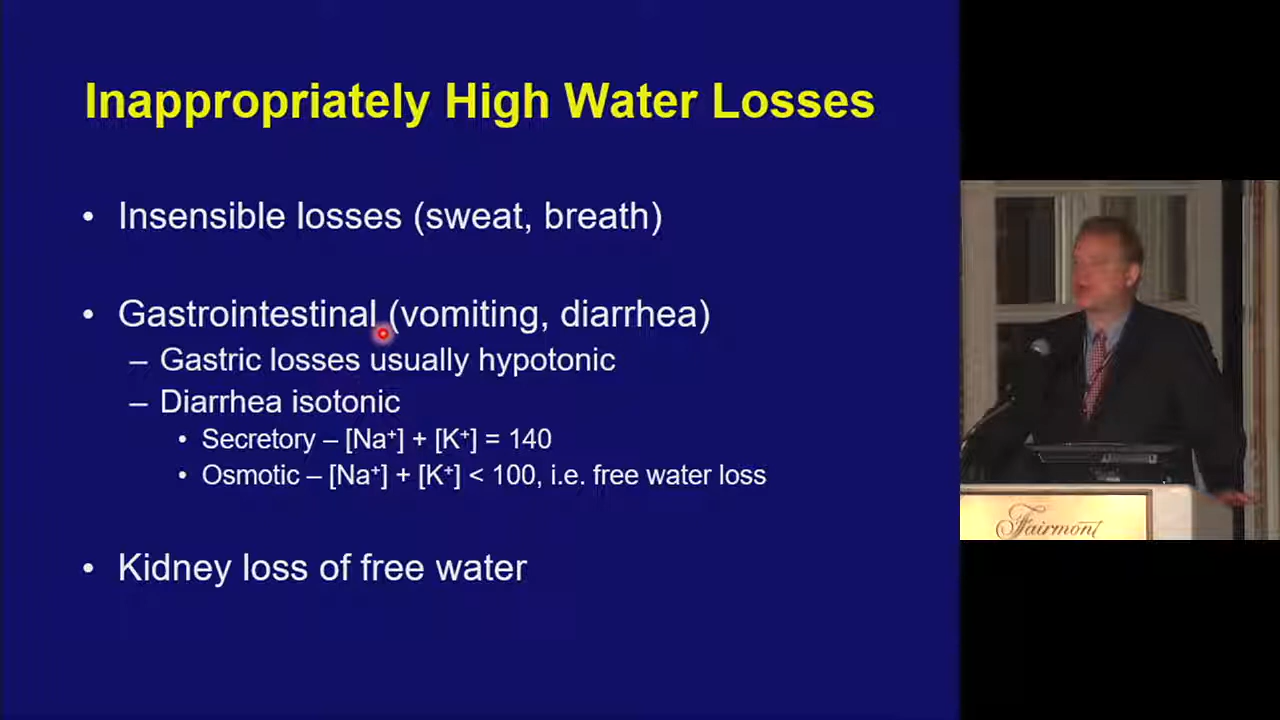 Inappropriately High Water Losses
• Insensible losses (sweat, breath)
• Gastrointestinal (vomiting, diarrhea)
– Gastric losses usually hypotonic
– Diarrhea isotonic
• Secretory – [Na⁺] + [K⁺] = 140
• Osmotic – [Na⁺] + [K⁺] < 100, i.e. free water loss
• Kidney loss of free water
Fairmont